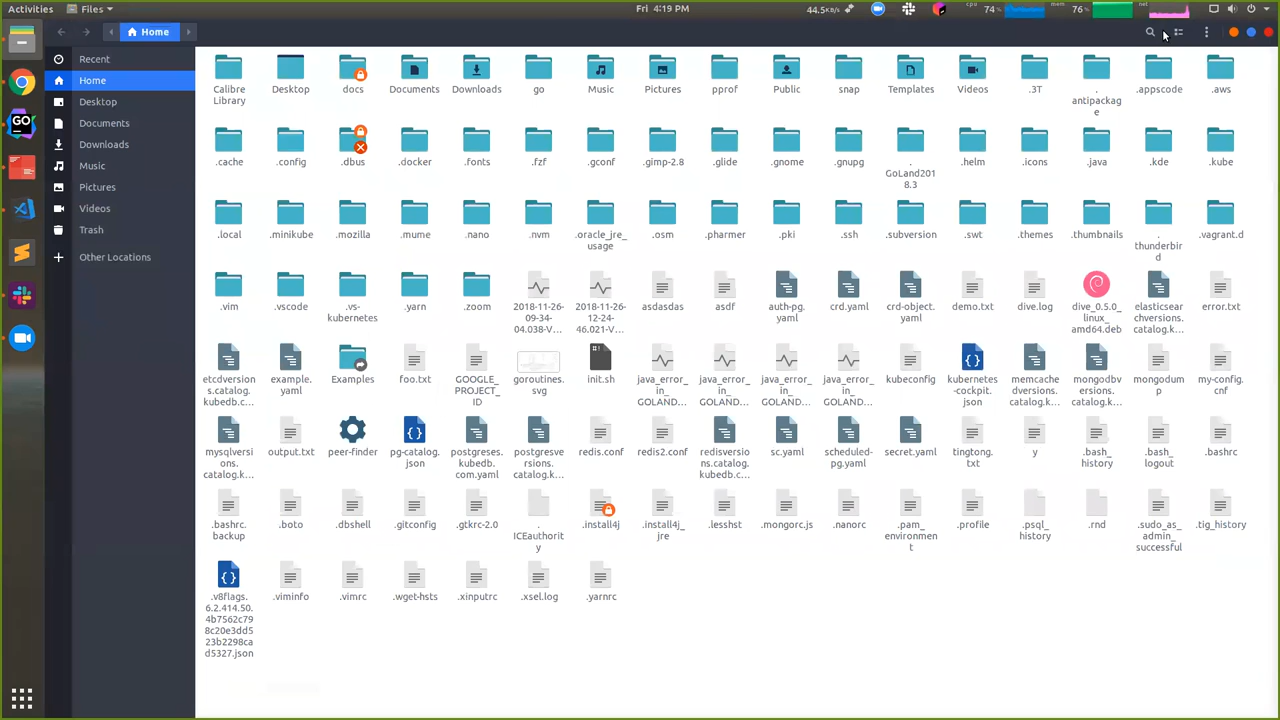 Activities Files Fri 4:19 PM 44.5KB/s cpu 74% mem 76% net
Home
Recent
Home
Desktop
Documents
Downloads
Music
Pictures
Videos
Trash
Other Locations
Calibre Library
Desktop
docs
Documents
Downloads
go
Music
Pictures
pprof
Public
snap
Templates
Videos
.3T
.
antipackag
e
.appscode
.aws
.cache
.config
.dbus
.docker
.fonts
.fzf
.gconf
.gimp-2.8
.glide
.gnome
.gnupg
.
GoLand201
8.3
.helm
.icons
.java
.kde
.kube
.local
.minikube
.mozilla
.mume
.nano
.nvm
.oracle_jre_
usage
.osm
.pharmer
.pki
.ssh
.subversion
.swt
.themes
.thumbnails
.
thunderbir
d
.vagrant.d
.vim
.vscode
.vs-
kubernetes
.yarn
.zoom
2018-11-26-
09-34-
04.038-V...
2018-11-26-
12-24-
46.021-V...
asdasdas
asdf
auth-pg.
yaml
crd.yaml
crd-object.
yaml
demo.txt
dive.log
dive_0.5.0_
linux_
amd64.deb
elasticsear
chversions.
catalog.k...
error.txt
etcdversion
s.catalog.
kubedb.c...
example.
yaml
Examples
foo.txt
GOOGLE_
PROJECT_
ID
goroutines.
svg
init.sh
java_error_
in_
GOLAND...
java_error_
in_
GOLAND...
java_error_
in_
GOLAND...
java_error_
in_
GOLAND...
kubeconfig
kubernetes
-cockpit.
json
memcache
dversions.
catalog.k...
mongodbv
ersions.
catalog.k...
mongodum
p
my-config.
cnf
mysqlversi
ons.
catalog.k...
output.txt
peer-finder
pg-catalog.
json
postgreses.
kubedb.
com.yaml
postgresve
rsions.
catalog.k...
redis.conf
redis2.conf
redisversio
ns.catalog.
kubedb.c...
sc.yaml
scheduled-
pg.yaml
secret.yaml
tingtong.
txt
y
.bash_
history
.bash_
logout
.bashrc
.bashrc.
backup
.boto
.dbshell
.gitconfig
.gtkrc-2.0
.
ICEauthorit
y
.install4j
.install4j_
jre
.lesshst
.mongorc.js
.nanorc
.pam_
environmen
t
.profile
.psql_
history
.rnd
.sudo_as_
admin_
successful
.tig_history
.v8flags.
6.2.414.50.
4b7562c79
8c20e3dd5
23b2298ca
d5327.json
.viminfo
.vimrc
.wget-hsts
.xinputrc
.xsel.log
.yarnrc